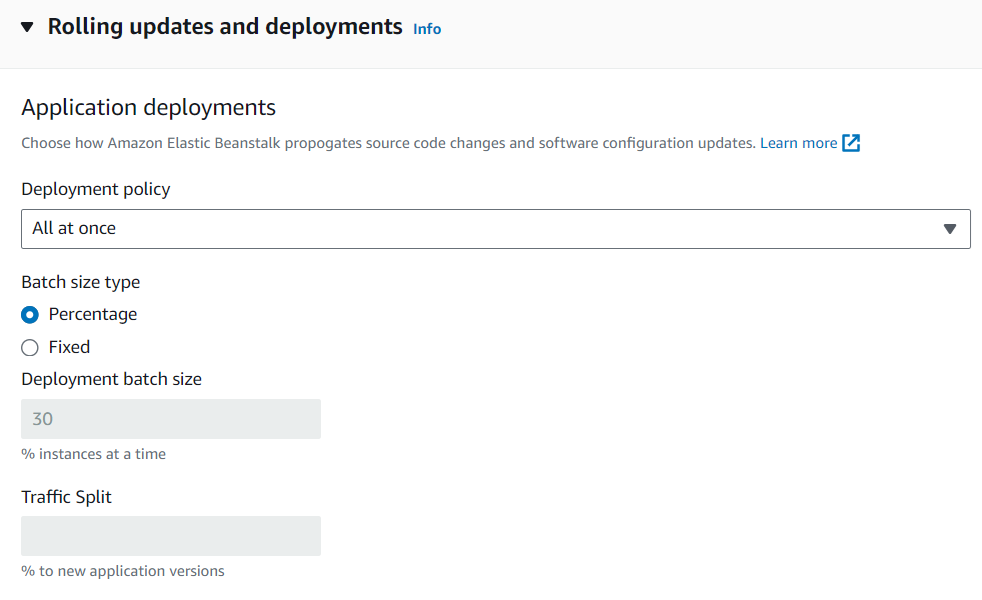 Rolling updates and deployments Info
Application deployments
Choose how Amazon Elastic Beanstalk propogates source code changes and software configuration updates. Learn more
Deployment policy
All at once
Batch size type
Percentage
Fixed
Deployment batch size
30
% instances at a time
Traffic Split
% to new application versions